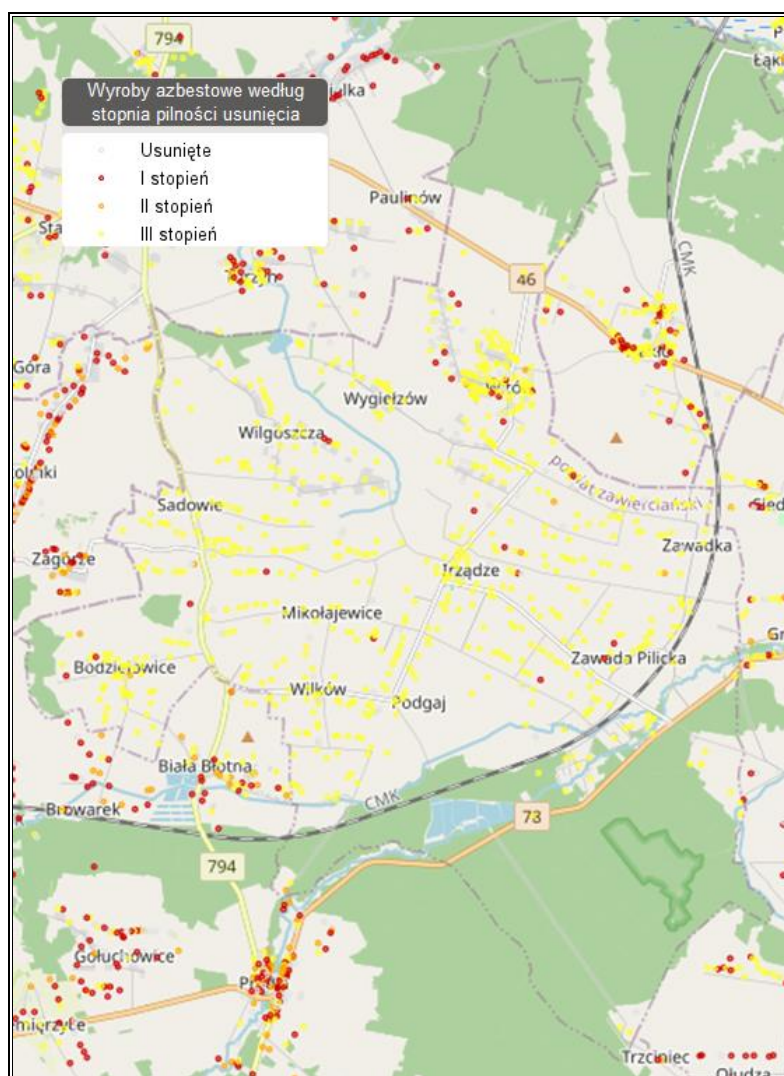 794
Łąki
Wyroby azbestowe według
stopnia pilności usunięcia
Usunięte
I stopień
II stopień
III stopień
Paulinów
CMK
46
Góra
Wygiełzów
Wilgoszcza
powiat zawierciański
Sadowie
Zawadka
Zagórze
Irządze
Mikołajewice
Bodziejowice
Zawada Pilicka
Wilków
Podgaj
Biała Błotna
CMK
Browarek
73
794
Gołuchowice
Trzciniec
Ołudza